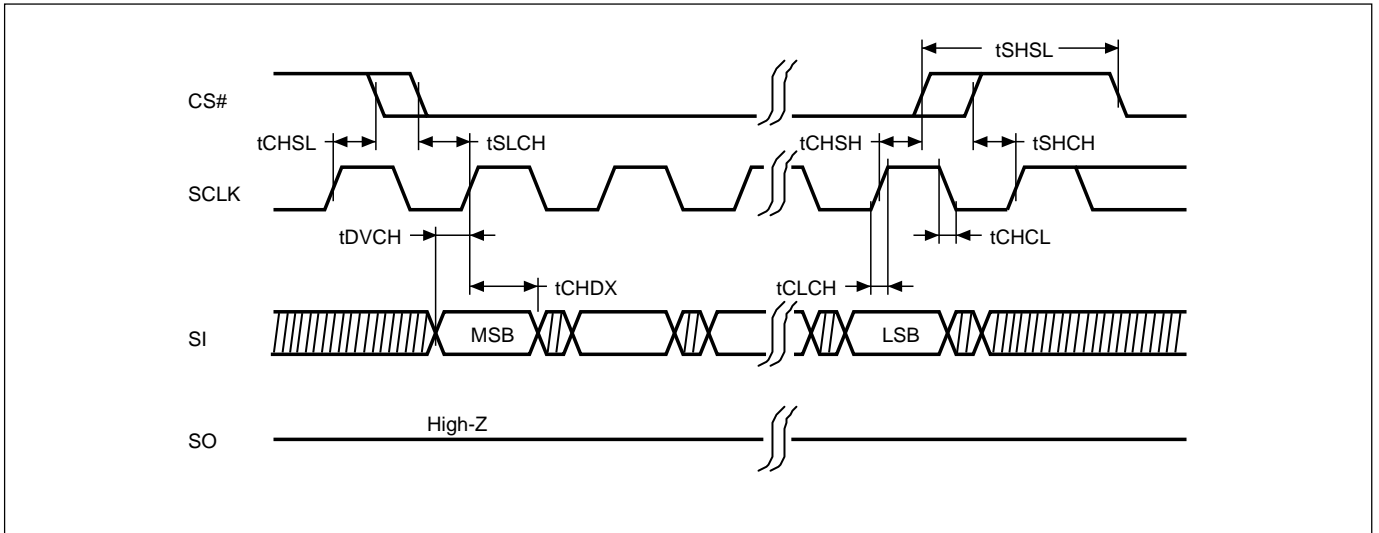 tSHSL
CS#
tCHSL
tSLCH
tCHSH
tSHCH
SCLK
tDVCH
tCHCL
tCHDX
tCLCH
SI
MSB
LSB
High-Z
SO